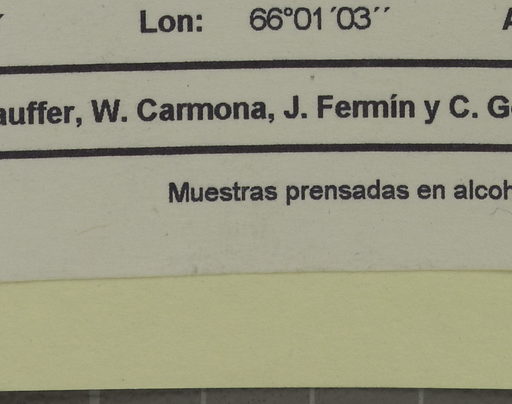 Lon: 66°01´03´´
auffer, W. Carmona, J. Fermín y C. G
Muestras prensadas en alcoh